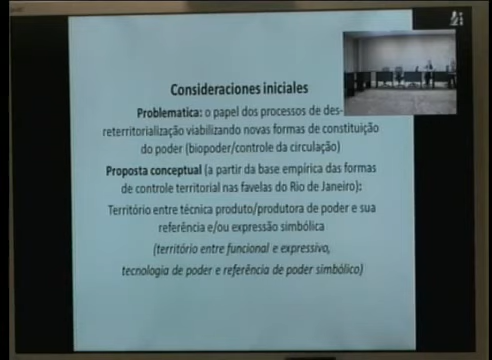 Consideraciones iniciales
Problematica: o papel dos processos de des-
reterritorialização viabilizando novas formas de constituição
do poder (biopoder/controle da circulação)
Proposta conceptual (a partir da base empírica das formas
de controle territorial nas favelas do Rio de Janeiro):
Território entre técnica produto/produtora de poder e sua
referência e/ou expressão simbólica
(território entre funcional e expressivo,
tecnologia de poder e referência de poder simbólico)